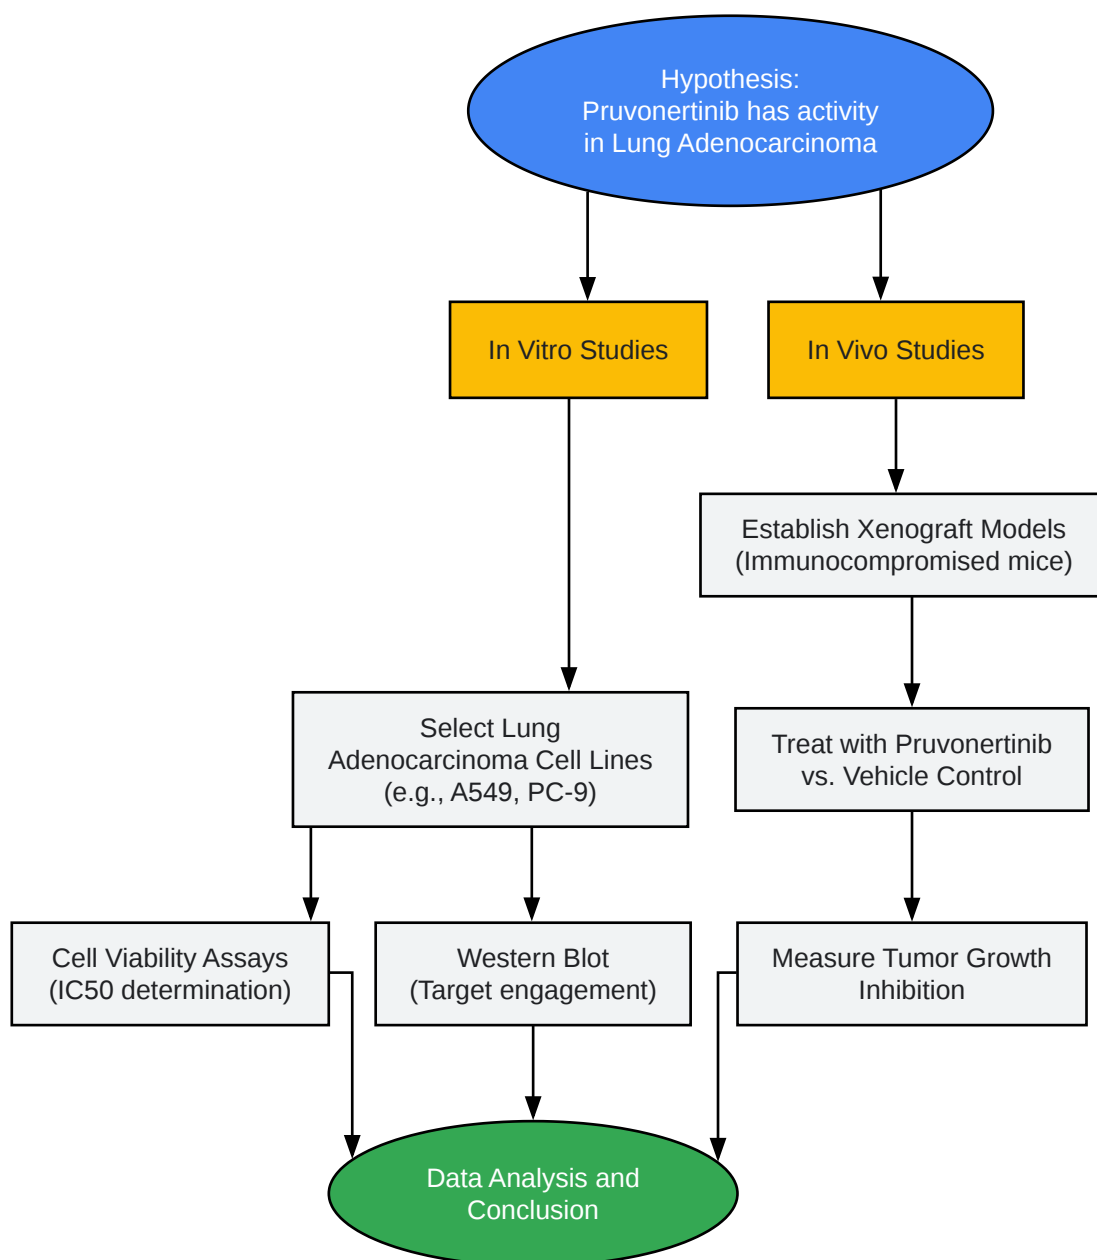 Hypothesis:
Pruvonertinib has activity
in Lung Adenocarcinoma
In Vitro Studies
In Vivo Studies
Establish Xenograft Models
(Immunocompromised mice)
Select Lung
Adenocarcinoma Cell Lines
(e.g., A549, PC-9)
Treat with Pruvonertinib
vs. Vehicle Control
Cell Viability Assays
(IC50 determination)
Western Blot
(Target engagement)
Measure Tumor Growth
Inhibition
Data Analysis and
Conclusion